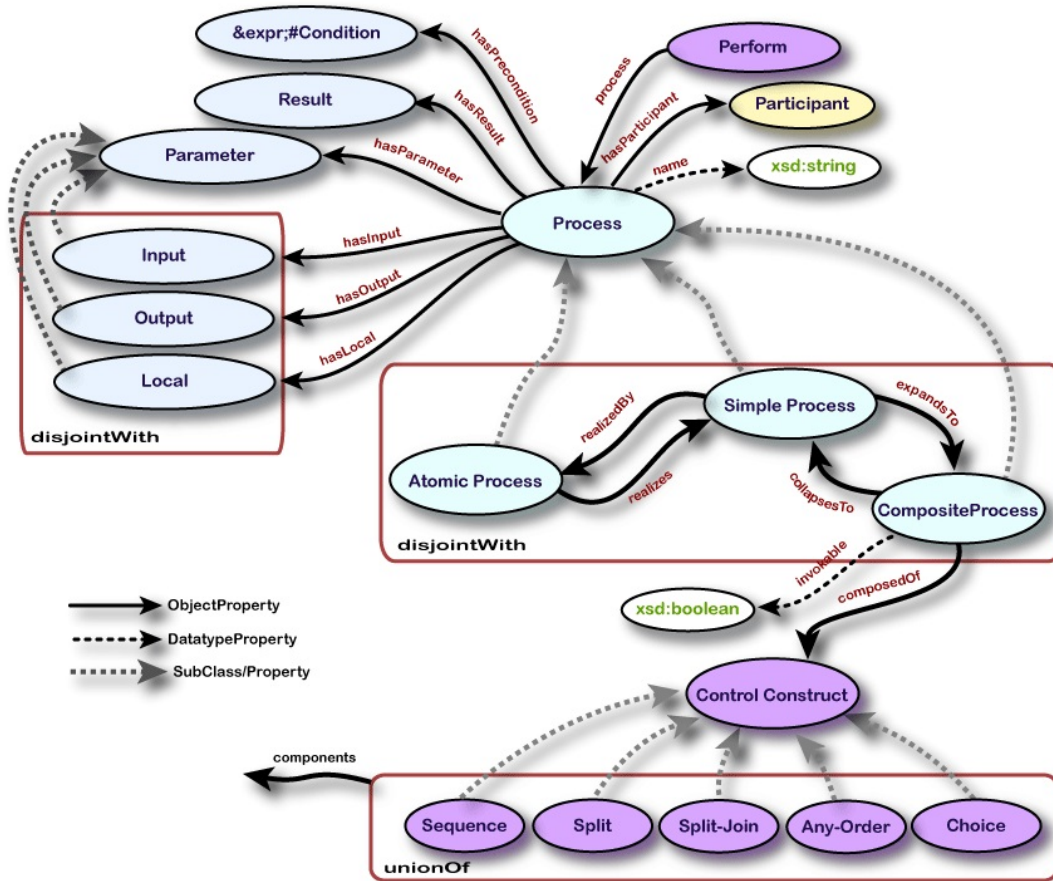 &expr;#Condition
hasPrecondition
process
Perform
Result
hasResult
hasParticipant
Participant
Parameter
hasParameter
name
xsd:string
Process
Input
hasInput
Output
hasOutput
Local
hasLocal
disjointWith
Simple Process
expandsTo
realizedBy
Atomic Process
realizes
collapsesTo
CompositeProcess
disjointWith
invokable
composedOf
xsd:boolean
ObjectProperty
DatatypeProperty
SubClass/Property
Control Construct
components
Sequence
Split
Split-Join
Any-Order
Choice
unionOf